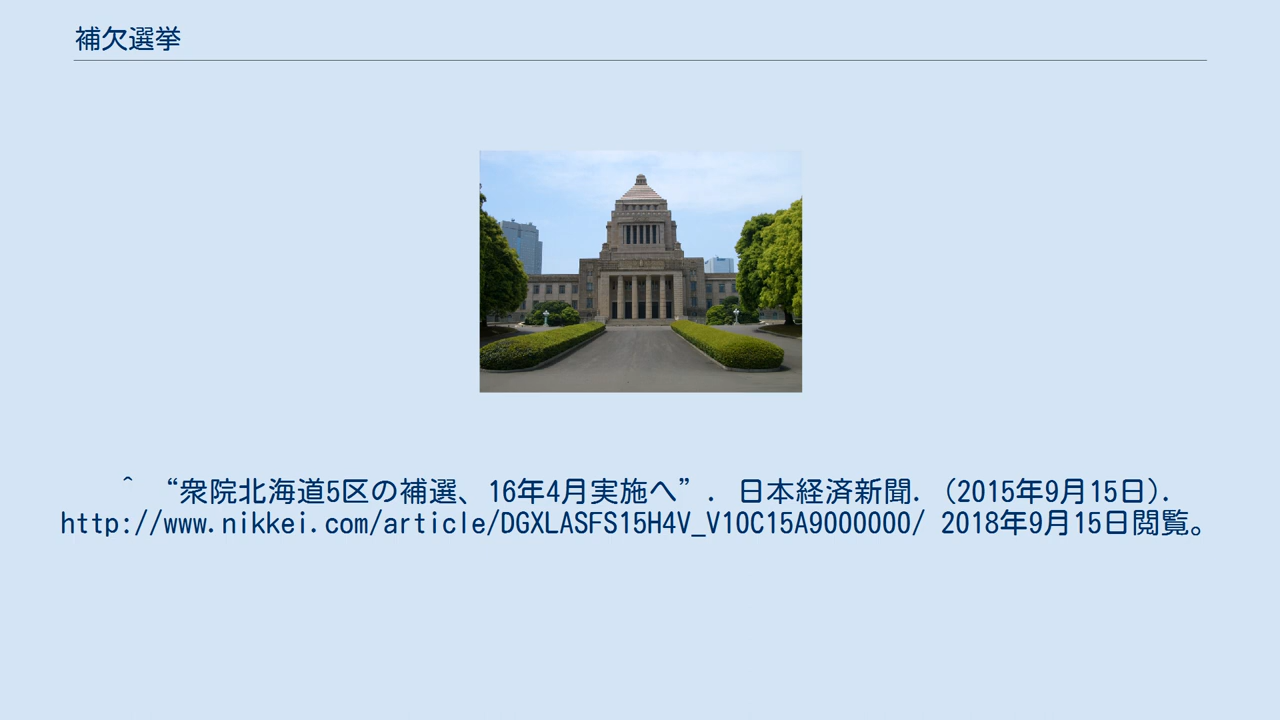 補欠選挙
^ “衆院北海道5区の補選、16年4月実施へ”. 日本経済新聞. (2015年9月15日).
http://www.nikkei.com/article/DGXLASFS15H4V_V10C15A9000000/ 2018年9月15日閲覧。